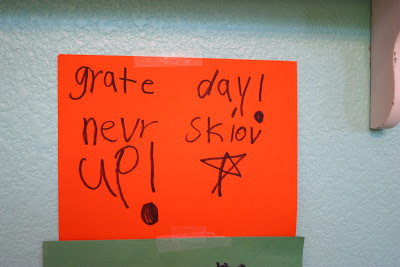 grate day!
nevr skiov
up!